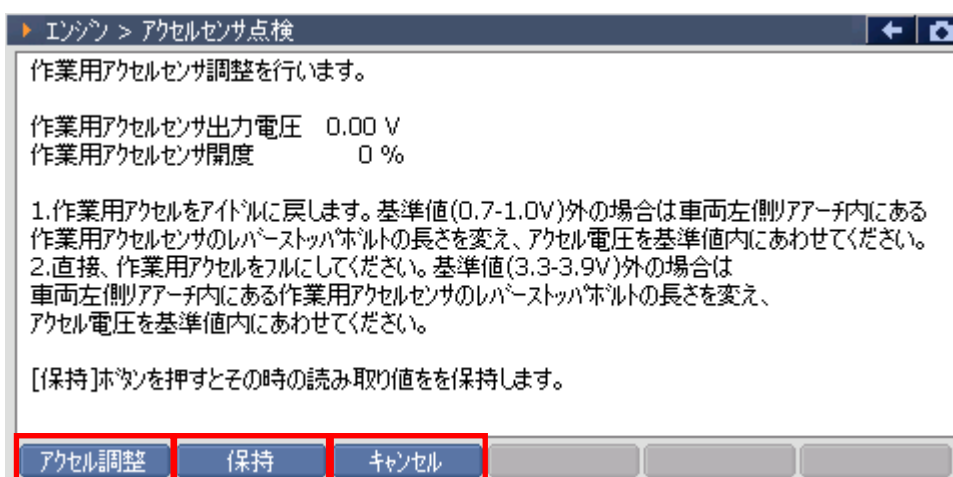 エンジン > アクセルセンサ点検
作業用アクセルセンサ調整を行います。
作業用アクセルセンサ出力電圧 0.00 V
作業用アクセルセンサ開度 0 %
1.作業用アクセルをアイドルに戻します。基準値(0.7-1.0V)外の場合は車両左側リアアーチ内にある
作業用アクセルセンサのレバーストッパボルトの長さを変え、アクセル電圧を基準値内にあわせてください。
2.直接、作業用アクセルをフルにしてください。基準値(3.3-3.9V)外の場合は
車両左側リアアーチ内にある作業用アクセルセンサのレバーストッパボルトの長さを変え、
アクセル電圧を基準値内にあわせてください。
[保持]ボタンを押すとその時の読み取り値をを保持します。
アクセル調整 保持 キャンセル